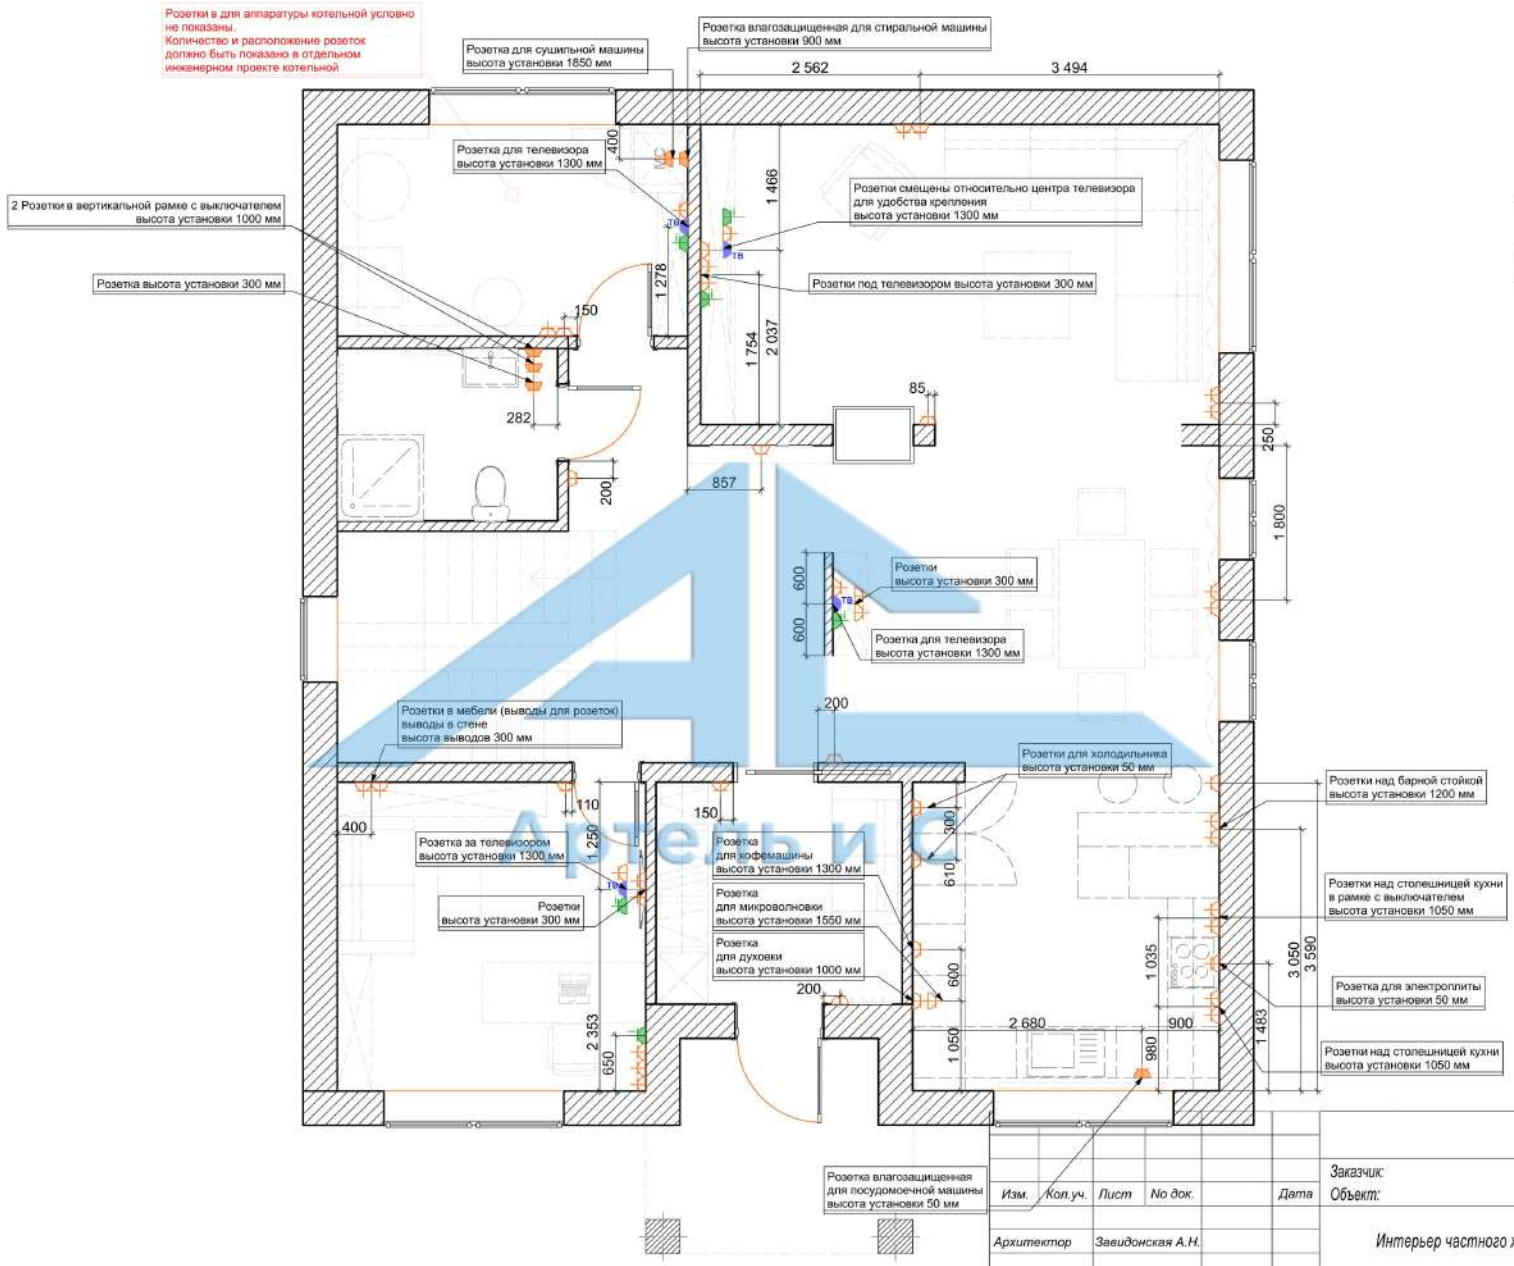 Розетки в для аппаратуры котельной условно
не показаны.
Количество и расположение розеток
должно быть показано в отдельном
инженерном проекте котельной
Розетка для сушильной машины
высота установки 1850 мм
Розетка влагозащищенная для стиральной машины
высота установки 900 мм
2 562
3 494
Розетка для телевизора
высота установки 1300 мм
400
МС
1 466
Розетки смещены относительно центра телевизора
для удобства крепления
высота установки 1300 мм
2 Розетки в вертикальной рамке с выключателем
высота установки 1000 мм
ТВ
ТВ
Розетка высота установки 300 мм
1 278
Розетки под телевизором высота установки 300 мм
150
1 754
2 037
85
282
250
200
857
1 800
600
Розетки
высота установки 300 мм
ТВ
600
Розетка для телевизора
высота установки 1300 мм
Розетки в мебели (выводы для розеток)
выводы в стене
высота выводов 300 мм
200
Розетки для холодильника
высота установки 50 мм
Розетки над барной стойкой
высота установки 1200 мм
110
150
300
400
1 250
Артель и С
Розетка за телевизором
высота установки 1300 мм
Розетка
для кофемашины
высота установки 1300 мм
610
ТВ
Розетки
высота установки 300 мм
Розетка
для микроволновки
высота установки 1550 мм
Розетки над столешницей кухни
в рамке с выключателем
высота установки 1050 мм
Розетка
для духовки
высота установки 1000 мм
600
1 035
3 050
3 590
200
Розетка для электроплиты
высота установки 50 мм
2 353
650
1 050
2 680
980
900
1 483
Розетки над столешницей кухни
высота установки 1050 мм
Розетка влагозащищенная
для посудомоечной машины
высота установки 50 мм
Заказчик:
Изм. Кол.уч. Лист No док. Дата Объект:
Архитектор Завидонская А.Н.
Интерьер частного ж